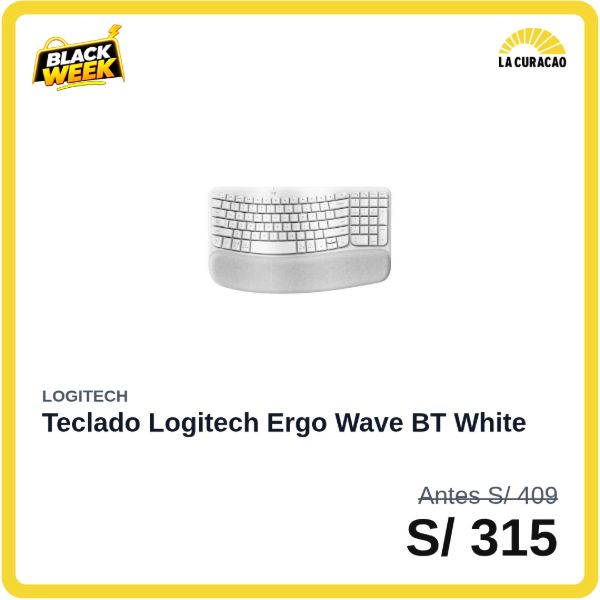 BLACK
WEEK
LA CURACAO
LOGITECH
Teclado Logitech Ergo Wave BT White
Antes S/ 409
S/ 315